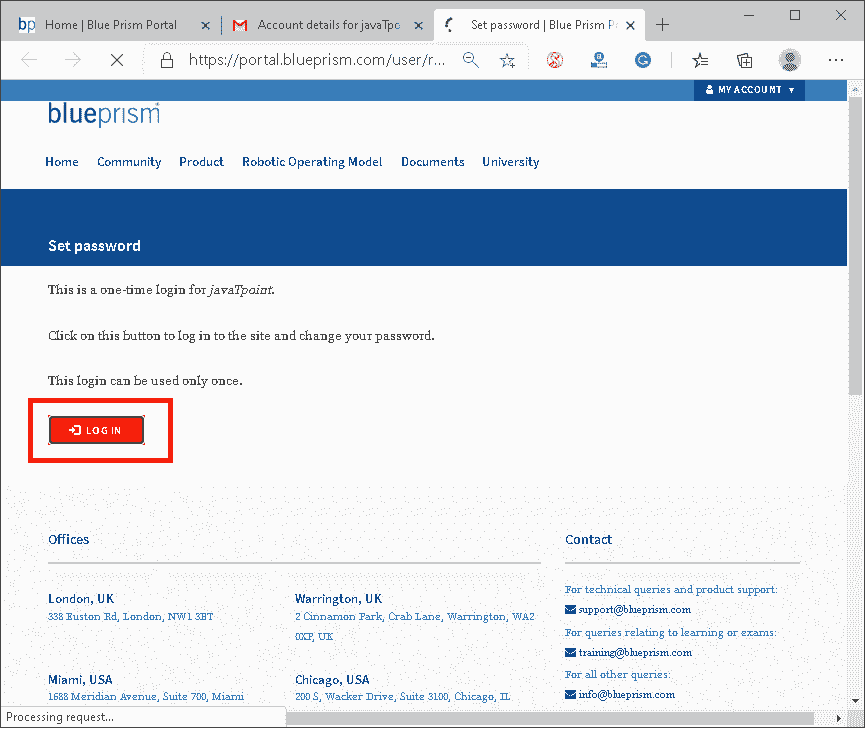 bp Home | Blue Prism Portal
Account details for javaTpo
Set password | Blue Prism P
https://portal.blueprism.com/user/r...
MY ACCOUNT
blueprism
Home Community Product Robotic Operating Model Documents University
Set password
This is a one-time login for javaTpoint.
Click on this button to log in to the site and change your password.
This login can be used only once.
LOG IN
Offices
Contact
London, UK
338 Euston Rd, London, NW1 3BT
Warrington, UK
2 Cinnamon Park, Crab Lane, Warrington, WA2
0XP, UK
Miami, USA
1688 Meridian Avenue, Suite 700, Miami
Chicago, USA
200 S, Wacker Drive, Suite 3100, Chicago, IL
For technical queries and product support:
support@blueprism.com
For queries relating to learning or exams:
training@blueprism.com
For all other queries:
info@blueprism.com
Processing request...